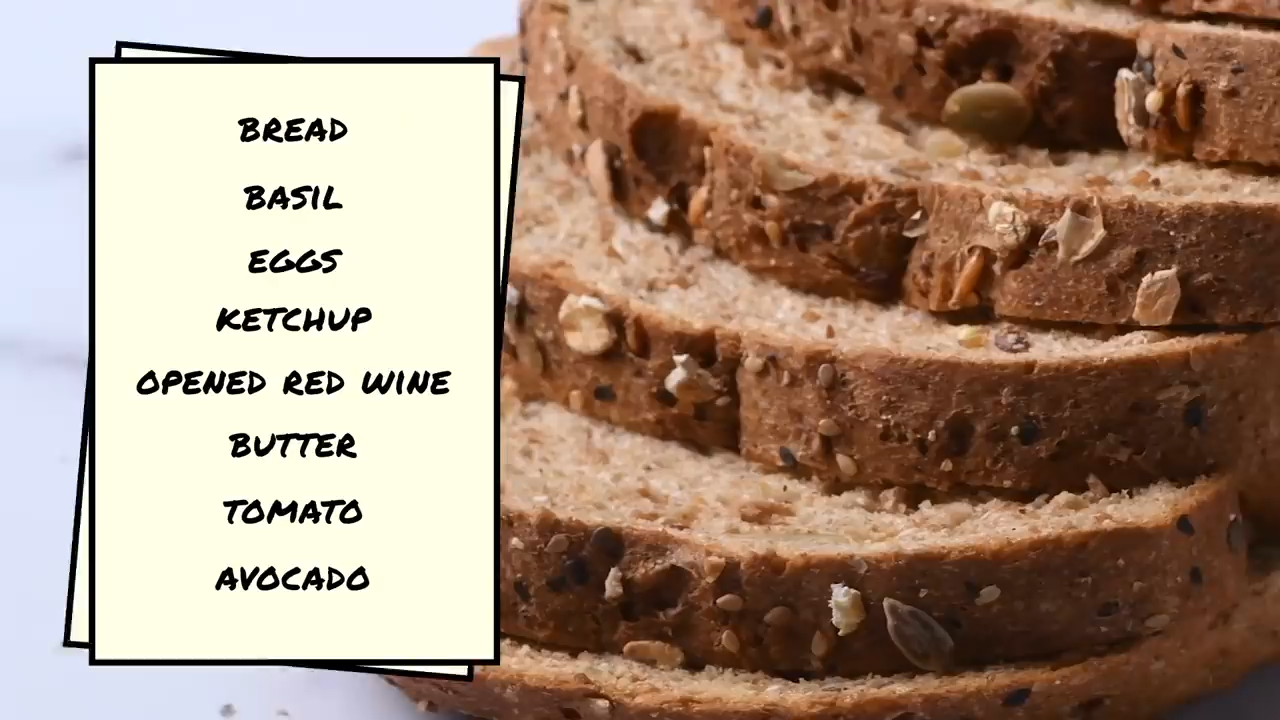 BREAD
BASIL
EGGS
KETCHUP
OPENED RED WINE
BUTTER
TOMATO
AVOCADO